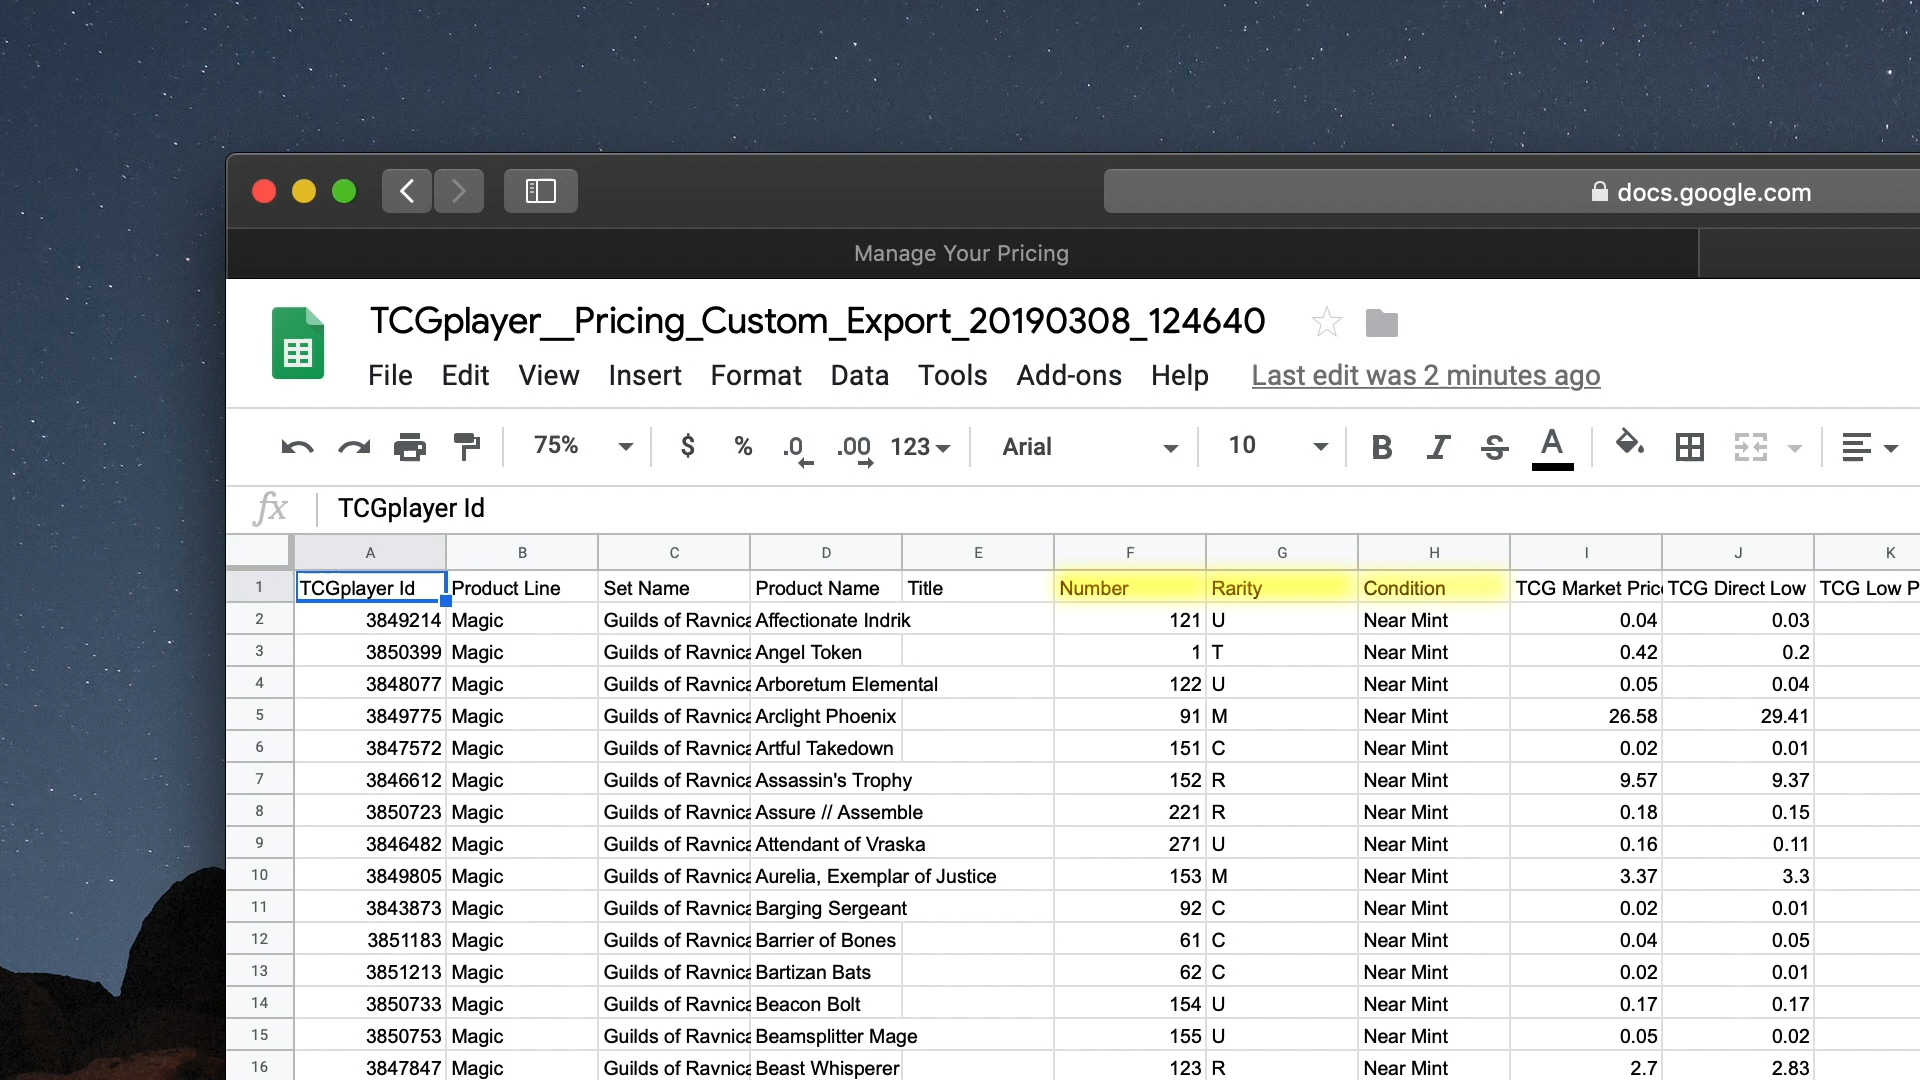 docs.google.com
Manage Your Pricing
TCGplayer__Pricing_Custom_Export_20190308_124640
File Edit View Insert Format Data Tools Add-ons Help Last edit was 2 minutes ago
75% $ % .0 .00 123 Arial 10 B I S A
fx TCGplayer Id
A B C D E F G H I J K
1 TCGplayer Id Product Line Set Name Product Name Title Number Rarity Condition TCG Market Pric TCG Direct Low TCG Low P
2 3849214 Magic Guilds of Ravnica Affectionate Indrik 121 U Near Mint 0.04 0.03
3 3850399 Magic Guilds of Ravnica Angel Token 1 T Near Mint 0.42 0.2
4 3848077 Magic Guilds of Ravnica Arboretum Elemental 122 U Near Mint 0.05 0.04
5 3849775 Magic Guilds of Ravnica Arclight Phoenix 91 M Near Mint 26.58 29.41
6 3847572 Magic Guilds of Ravnica Artful Takedown 151 C Near Mint 0.02 0.01
7 3846612 Magic Guilds of Ravnica Assassin's Trophy 152 R Near Mint 9.57 9.37
8 3850723 Magic Guilds of Ravnica Assure // Assemble 221 R Near Mint 0.18 0.15
9 3846482 Magic Guilds of Ravnica Attendant of Vraska 271 U Near Mint 0.16 0.11
10 3849805 Magic Guilds of Ravnica Aurelia, Exemplar of Justice 153 M Near Mint 3.37 3.3
11 3843873 Magic Guilds of Ravnica Barging Sergeant 92 C Near Mint 0.02 0.01
12 3851183 Magic Guilds of Ravnica Barrier of Bones 61 C Near Mint 0.04 0.05
13 3851213 Magic Guilds of Ravnica Bartizan Bats 62 C Near Mint 0.02 0.01
14 3850733 Magic Guilds of Ravnica Beacon Bolt 154 U Near Mint 0.17 0.17
15 3850753 Magic Guilds of Ravnica Beamsplitter Mage 155 U Near Mint 0.05 0.02
16 3847847 Magic Guilds of Ravnica Beast Whisperer 123 R Near Mint 2.7 2.83